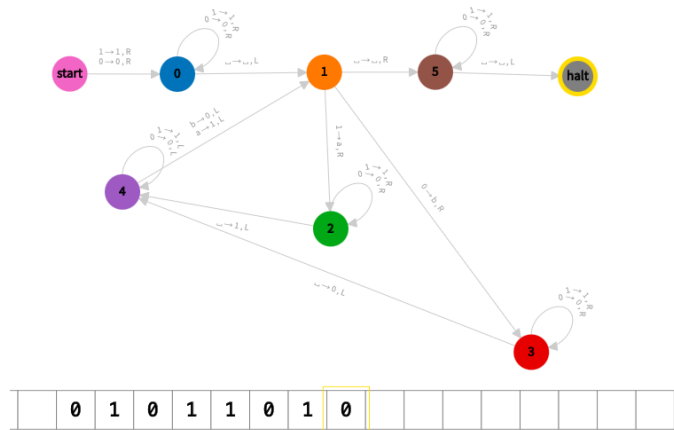 1→1,R
0→0,R
1→1,R
0→0,R
1→1,R
0→0,R
start
0
␣→␣,L
1
␣→␣,R
5
␣→␣,L
halt
b→0,L
a→1,L
1→1,L
0→0,L
1→a,R
0→b,R
1→1,R
0→0,R
4
2
␣→1,L
␣→0,L
1→1,R
0→0,R
3
0 1 0 1 1 0 1 0